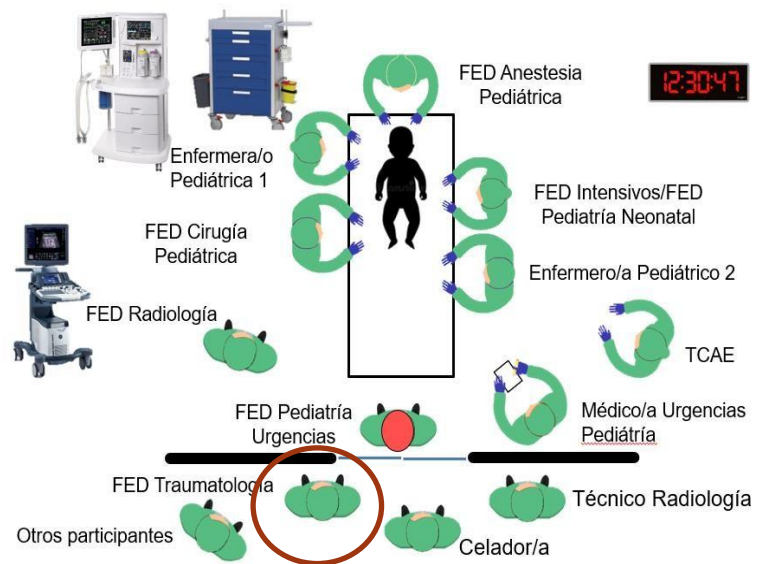 FED Anestesia
Pediátrica
12:30:47
Enfermera/o
Pediátrica 1
FED Intensivos/FED
Pediatría Neonatal
FED Cirugía
Pediátrica
Enfermero/a Pediátrico 2
FED Radiología
TCAE
FED Pediatría
Urgencias
Médico/a Urgencias
Pediátría
FED Traumatología
Técnico Radiología
Otros participantes
Celador/a